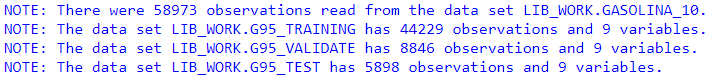 NOTE: There were 58973 observations read from the data set LIB_WORK.GASOLINA_10.
NOTE: The data set LIB_WORK.G95_TRAINING has 44229 observations and 9 variables.
NOTE: The data set LIB_WORK.G95_VALIDATE has 8846 observations and 9 variables.
NOTE: The data set LIB_WORK.G95_TEST has 5898 observations and 9 variables.